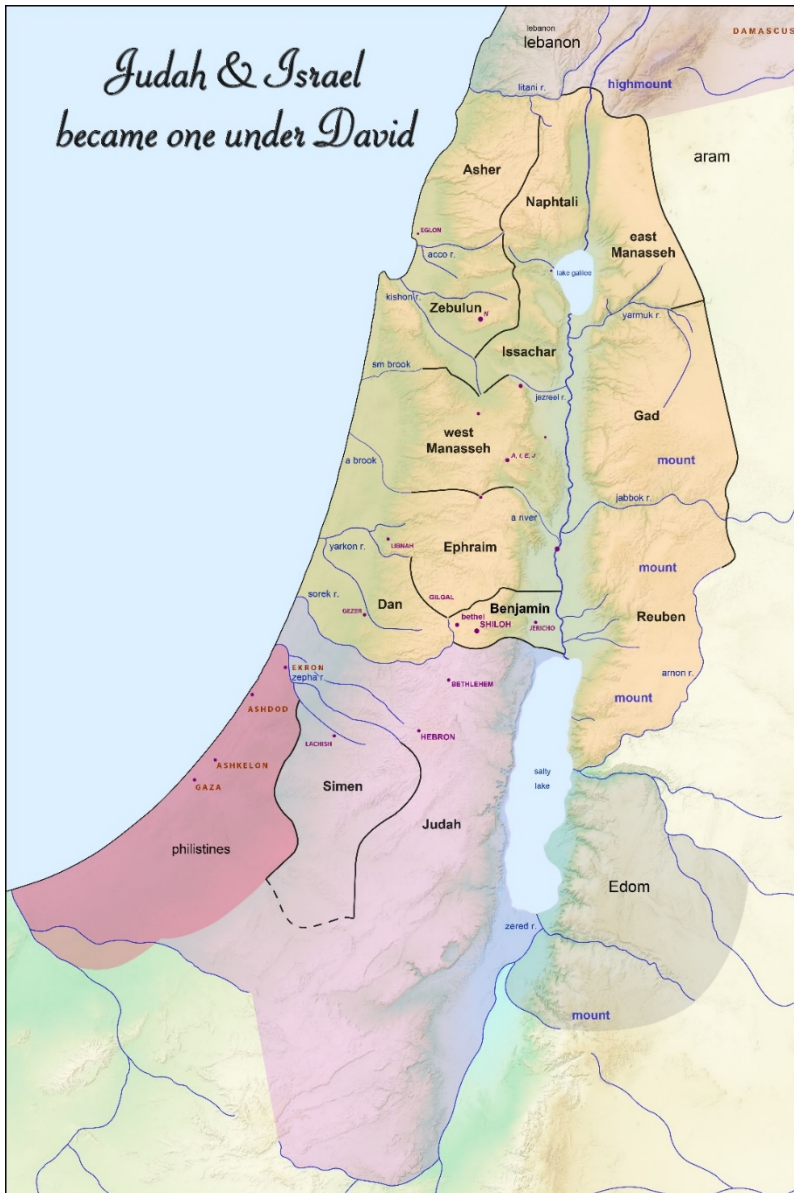 Judah & Israel
became one under David
lebanon
lebanon
DAMASCUS
litani r.
highmount
aram
Asher
Naphtali
EGLON
east
Manasseh
acco r.
lake galilee
kishon r.
Zebulun
N
yarmuk r.
Issachar
sm brook
jezreel r.
Gad
west
Manasseh
A, I, E, J
mount
a brook
jabbok r.
a river
yarkon r.
LEBNAH
Ephraim
mount
sorek r.
Dan
GILGAL
Benjamin
GEZER
bethel
SHILOH
JERICHO
Reuben
EKRON
zepha r.
BETHLEHEM
arnon r.
mount
ASHDOD
LACHISH
HEBRON
ASHKELON
GAZA
Simen
salty
lake
Judah
philistines
Edom
zered r.
mount